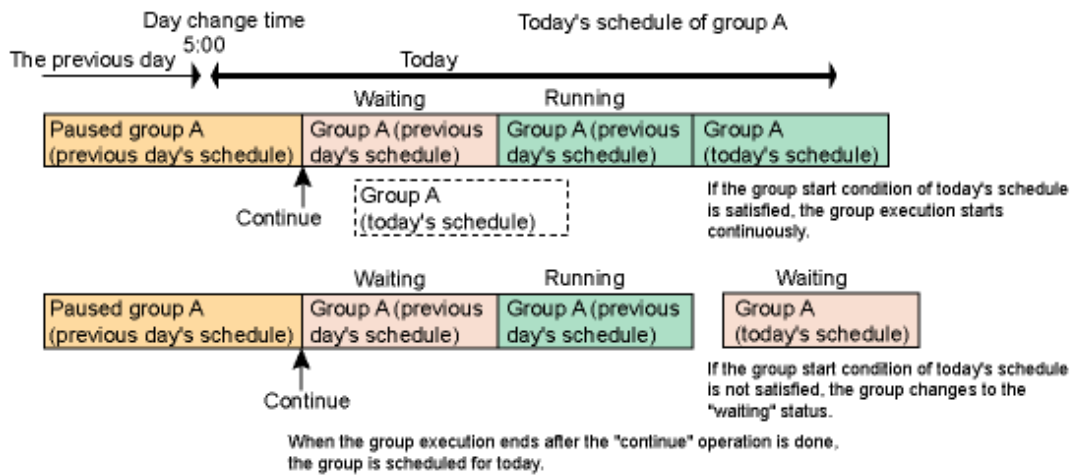 Day change time
5:00
Today's schedule of group A
The previous day
Today
Waiting
Running
Paused group A
(previous day's schedule)
Group A (previous
day's schedule)
Group A (previous
day's schedule)
Group A
(today's schedule)
Continue
Group A
(today's schedule)
If the group start condition of today's schedule
is satisfied, the group execution starts
continuously.
Waiting
Running
Waiting
Paused group A
(previous day's schedule)
Group A (previous
day's schedule)
Group A (previous
day's schedule)
Group A
(today's schedule)
Continue
If the group start condition of today's schedule
is not satisfied, the group changes to the
"waiting" status.
When the group execution ends after the "continue" operation is done,
the group is scheduled for today.